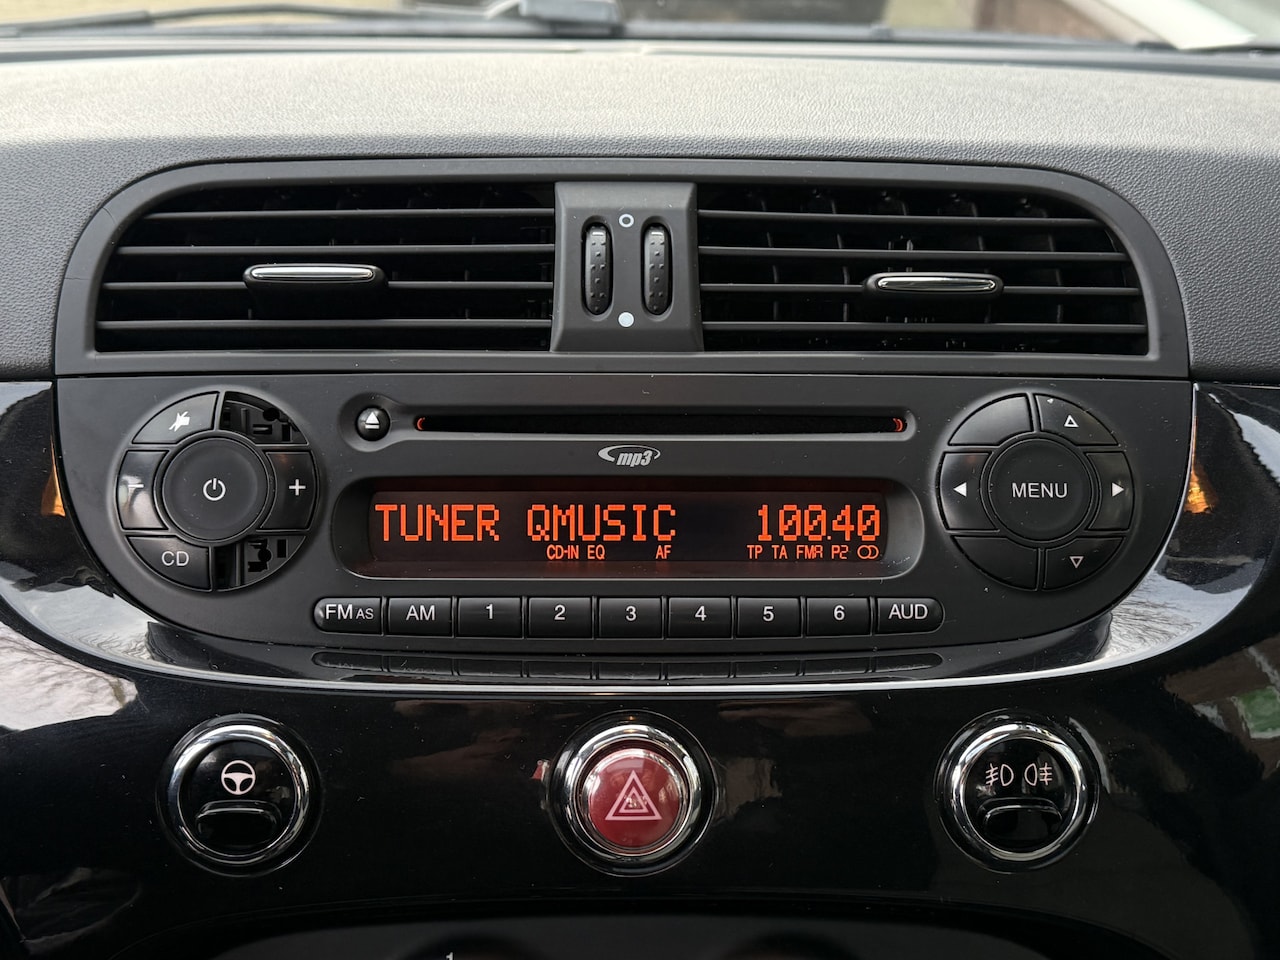 mp3
TUNER QMUSIC 100.40
CD-IN EQ AF TP TA FMA P2
- +
CD
MENU
FM AS AM 1 2 3 4 5 6 AUD